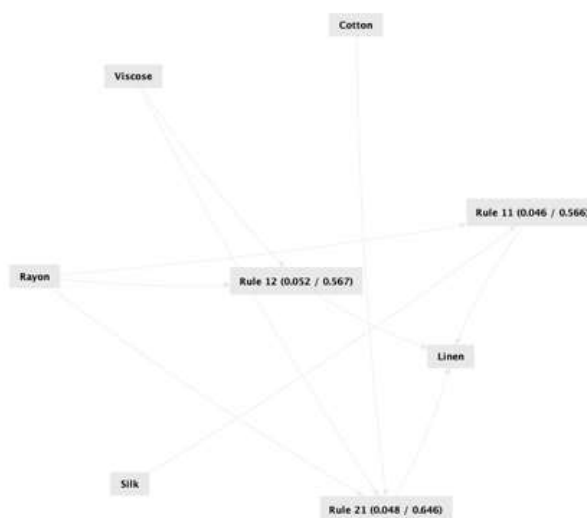 Cotton
Viscose
Rule 11 (0.046 / 0.566)
Rayon
Rule 12 (0.052 / 0.567)
Linen
Silk
Rule 21 (0.048 / 0.646)